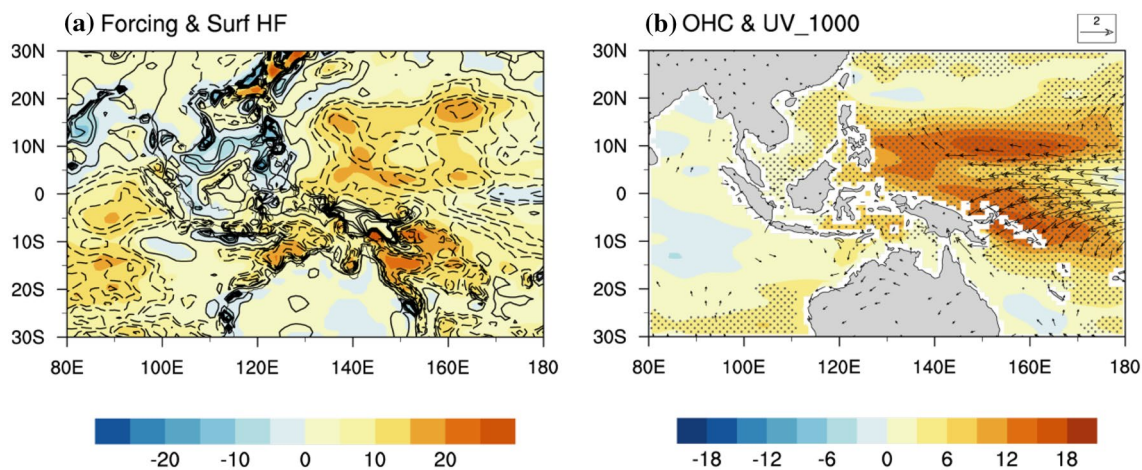 (a) Forcing & Surf HF
30N
20N
10N
0
10S
20S
30S
80E 100E 120E 140E 160E 180
-20 -10 0 10 20
(b) OHC & UV_1000
2
30N
20N
10N
0
10S
20S
30S
80E 100E 120E 140E 160E 180
-18 -12 -6 0 6 12 18